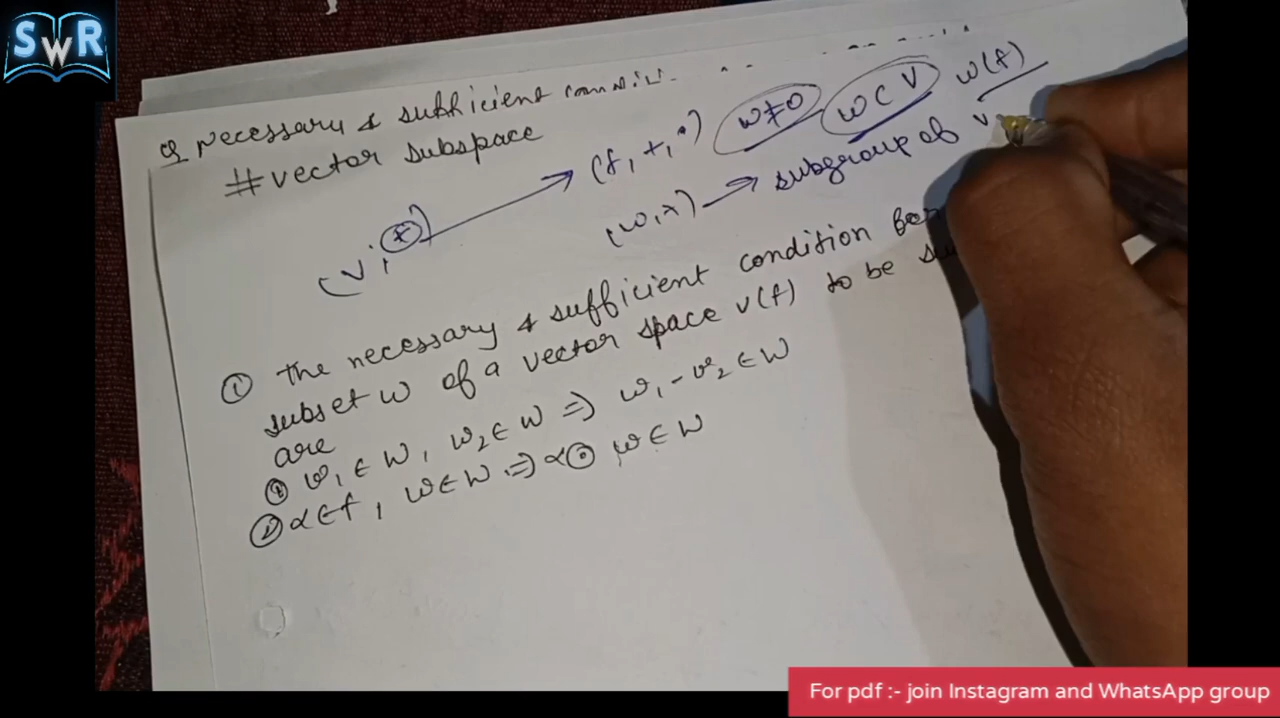 SWR
Q Necessary & sufficient
# vector subspace
(V, +) → (f, +, •) W≠0 W⊂V W(f)
(W, +) → subgroup of V
① The necessary & sufficient condition for
subset W of a vector space V(f) to be
are
① w₁ ∈ W, w₂ ∈ W ⇒ w₁ - w₂ ∈ W
② α ∈ f, w ∈ W ⇒ α ⊙ w ∈ W
For pdf :- join Instagram and WhatsApp group